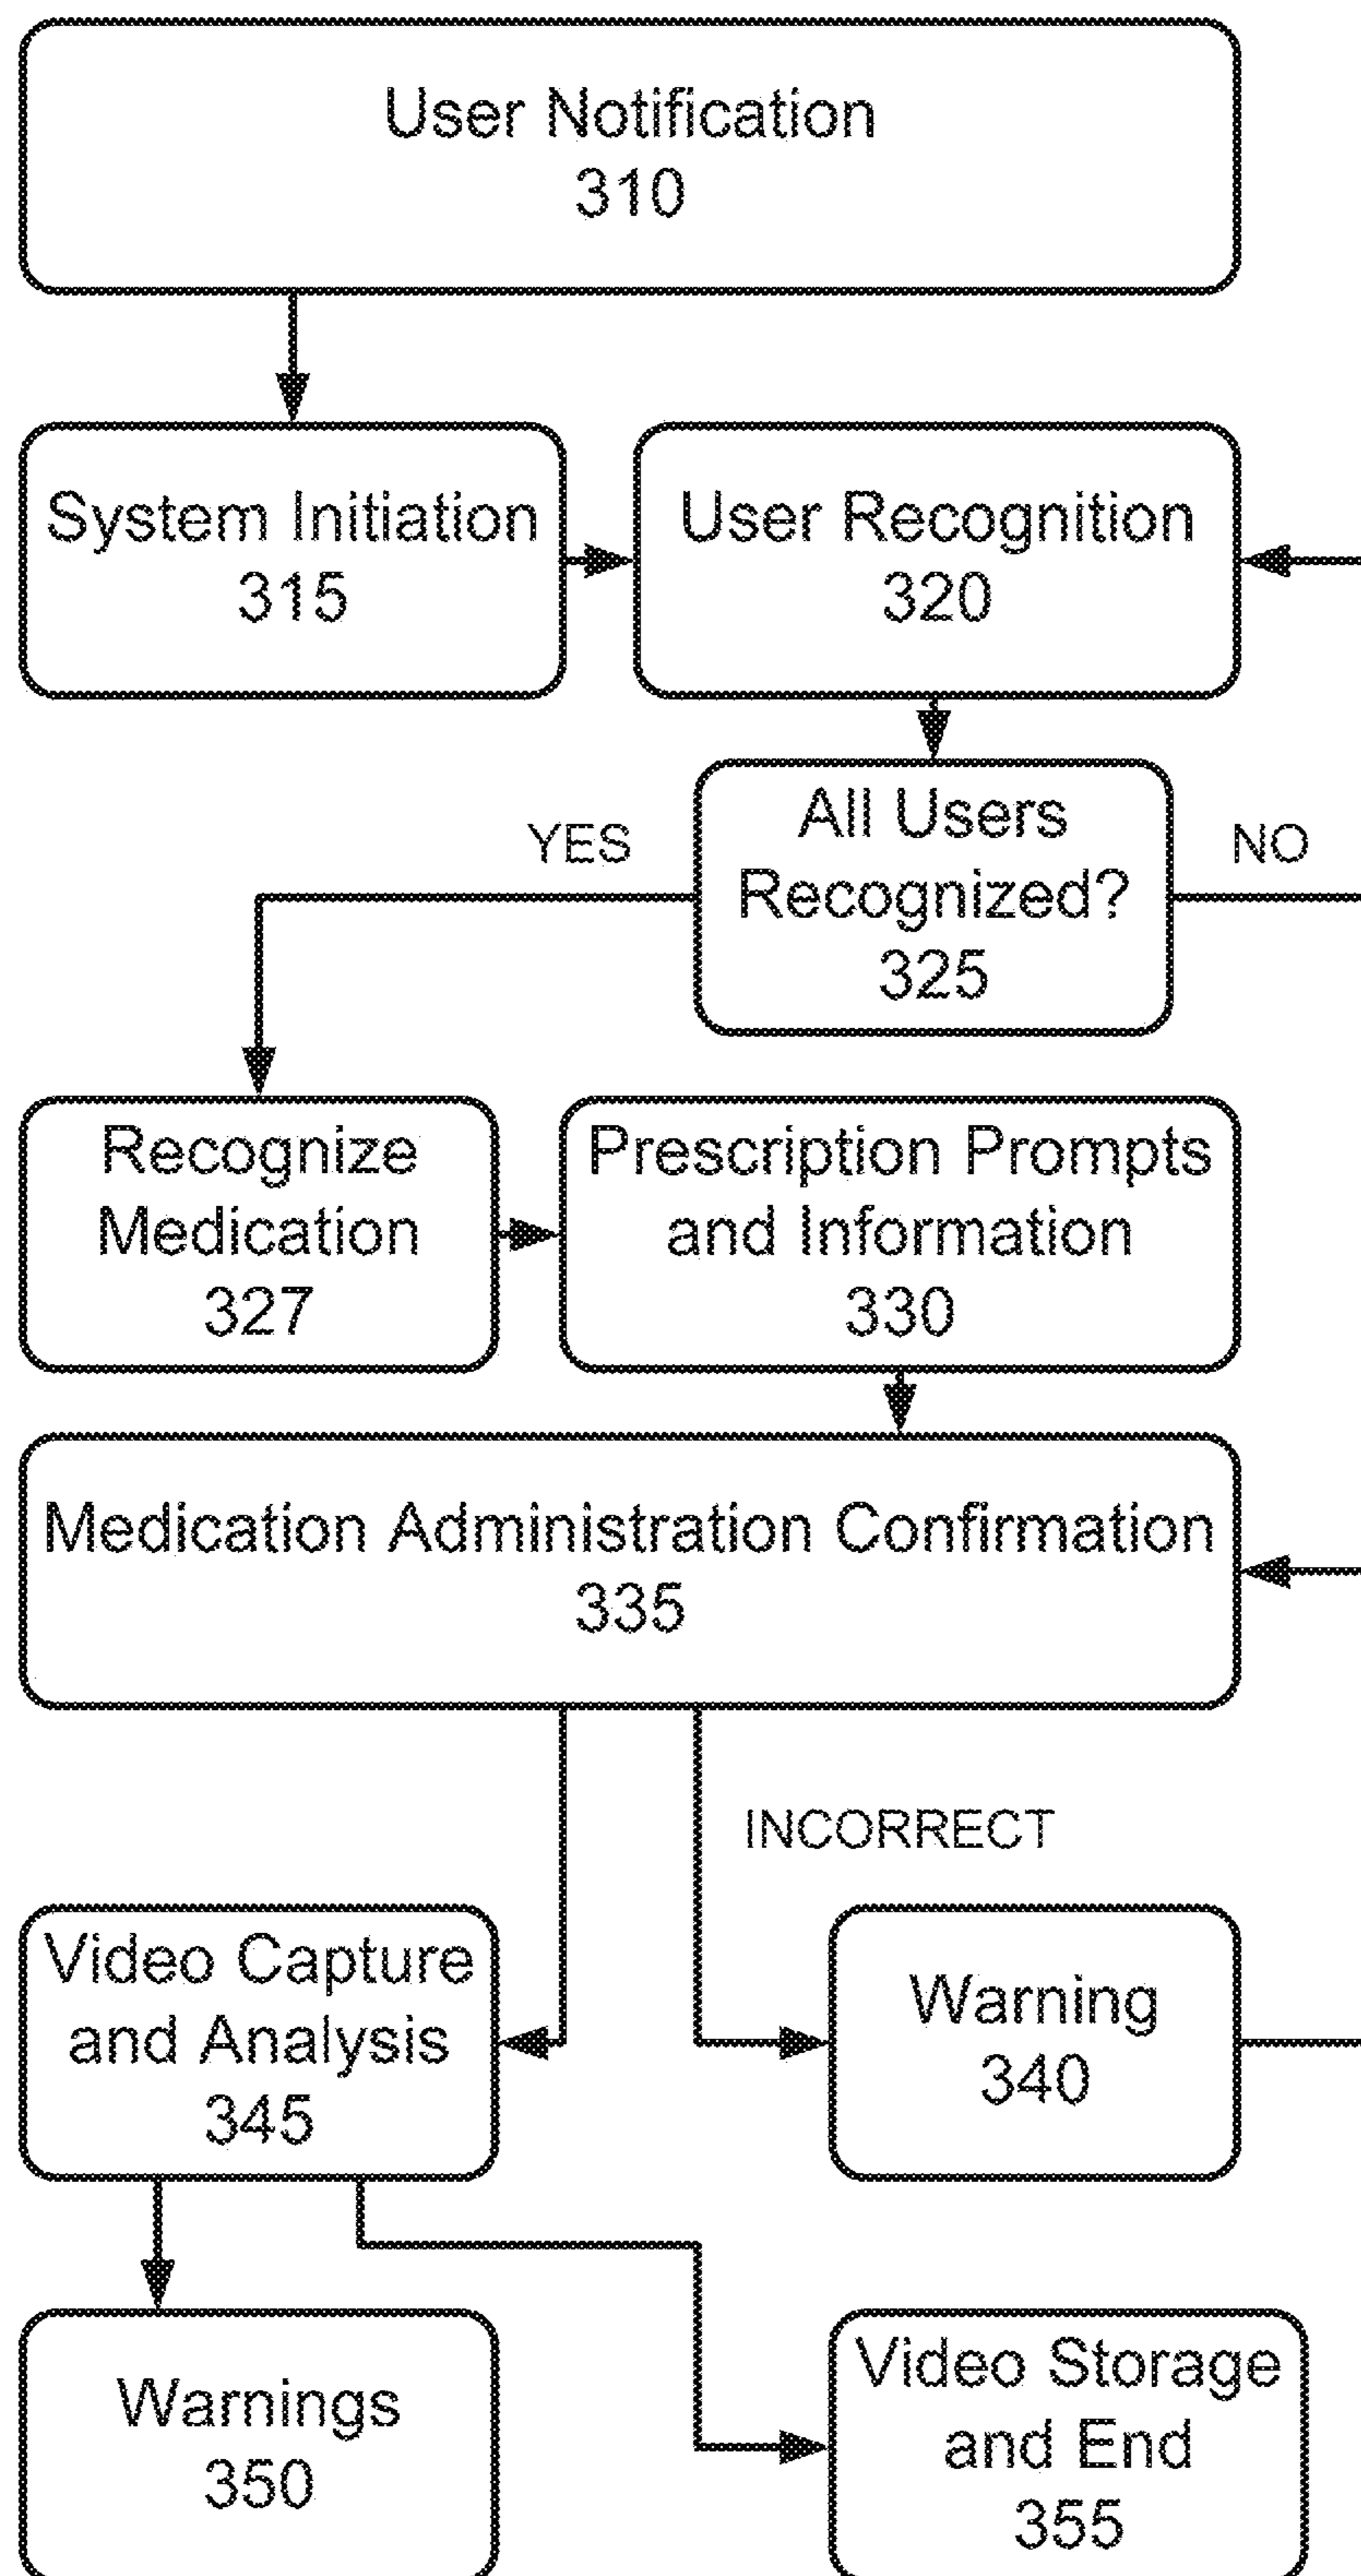 User Notification
310
System Initiation
315
User Recognition
320
YES
All Users
Recognized?
325
NO
Recognize
Medication
327
Prescription Prompts
and Information
330
Medication Administration Confirmation
335
INCORRECT
Video Capture
and Analysis
345
Warning
340
Warnings
350
Video Storage
and End
355